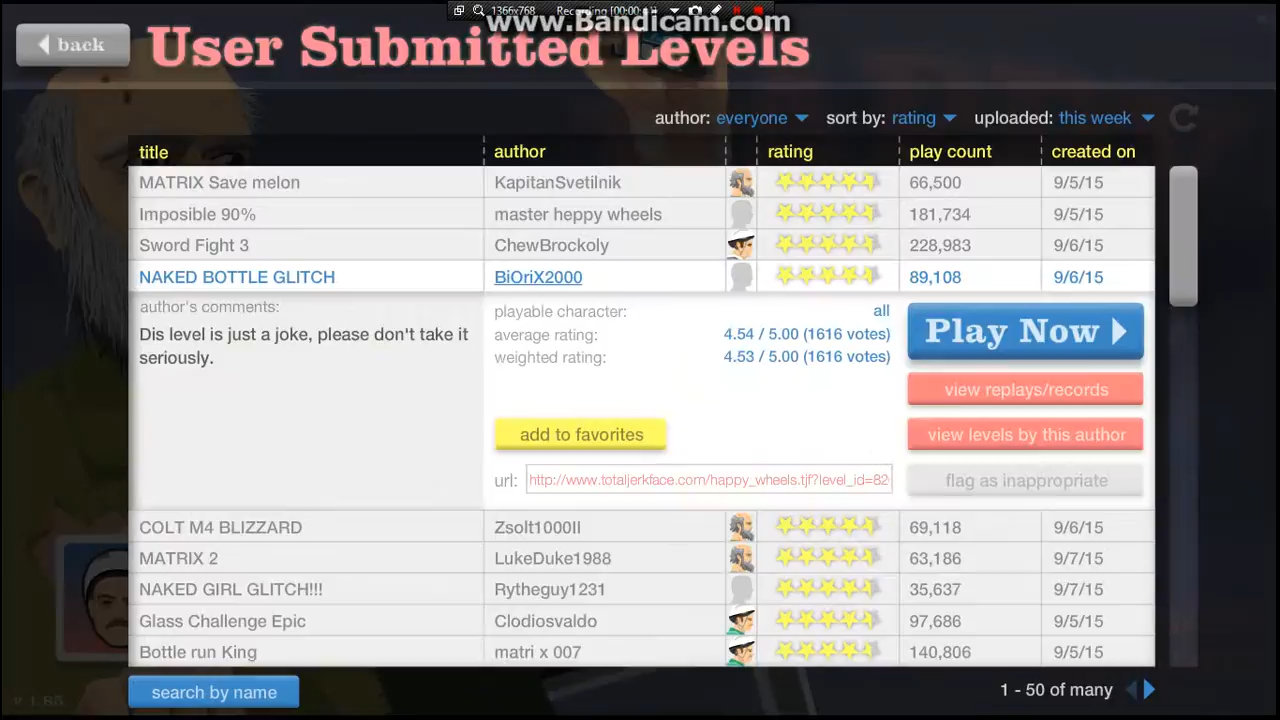 1366x768 Recording [00:00
www.Bandicam.com
back
User Submitted Levels
author: everyone sort by: rating uploaded: this week
title author rating play count created on
MATRIX Save melon KapitanSvetilnik 66,500 9/5/15
Imposible 90% master heppy wheels 181,734 9/5/15
Sword Fight 3 ChewBrockoly 228,983 9/6/15
NAKED BOTTLE GLITCH BiOriX2000 89,108 9/6/15
author's comments:
Dis level is just a joke, please don't take it
seriously.
playable character: all
average rating: 4.54 / 5.00 (1616 votes)
weighted rating: 4.53 / 5.00 (1616 votes)
add to favorites
url: http://www.totaljerkface.com/happy_wheels.tjf?level_id=82
Play Now
view replays/records
view levels by this author
flag as inappropriate
COLT M4 BLIZZARD Zsolt1000II 69,118 9/6/15
MATRIX 2 LukeDuke1988 63,186 9/7/15
NAKED GIRL GLITCH!!! Rytheguy1231 35,637 9/7/15
Glass Challenge Epic Clodiosvaldo 97,686 9/5/15
Bottle run King matri x 007 140,806 9/5/15
search by name
1 - 50 of many